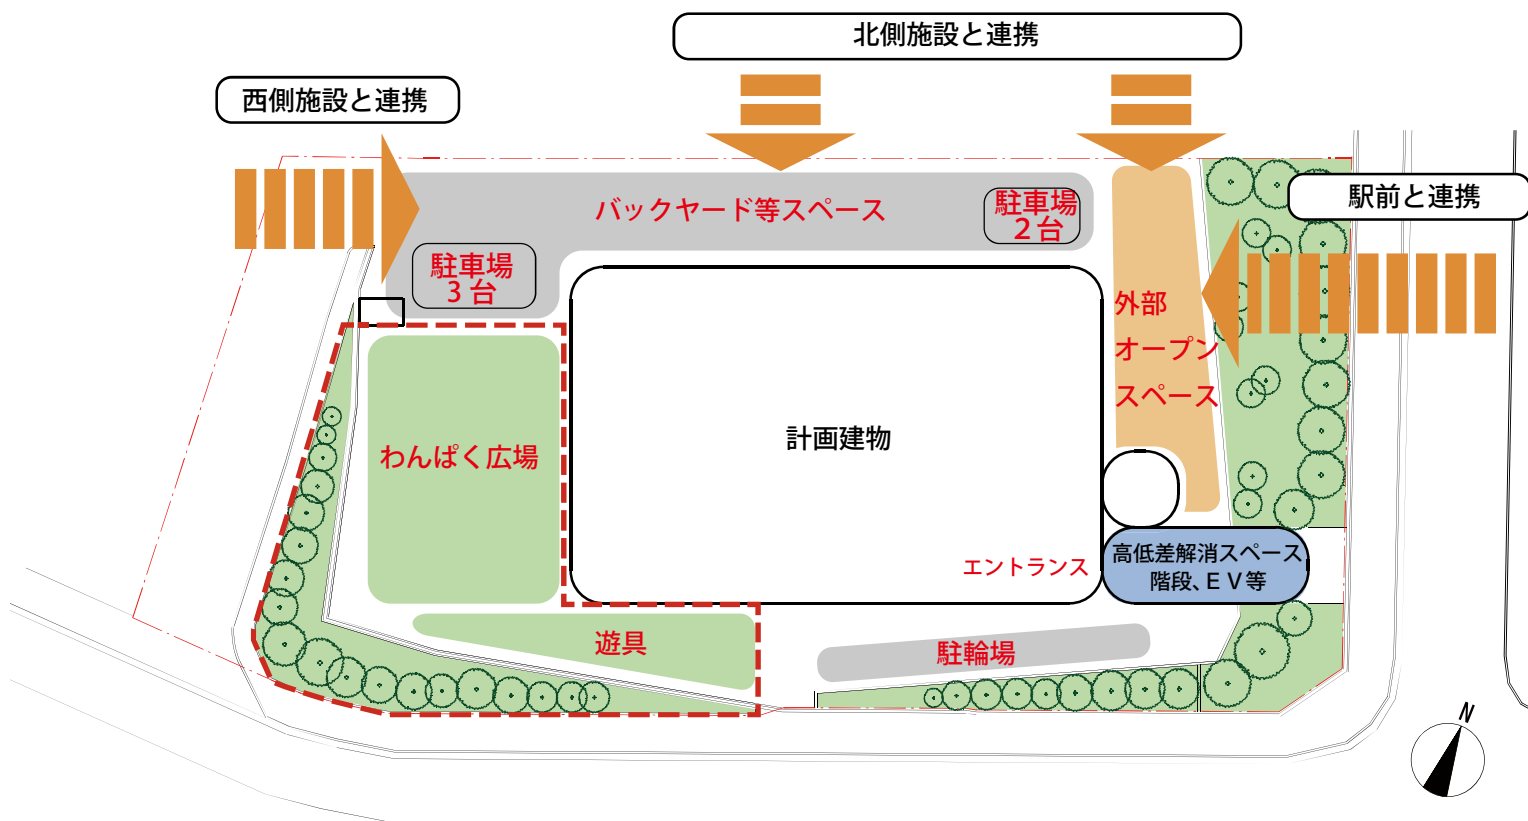 北側施設と連携
西側施設と連携
駅前と連携
バックヤード等スペース
駐車場
２台
駐車場
３台
外部
オープン
スペース
わんぱく広場
計画建物
エントランス
高低差解消スペース
階段、ＥＶ等
遊具
駐輪場
N